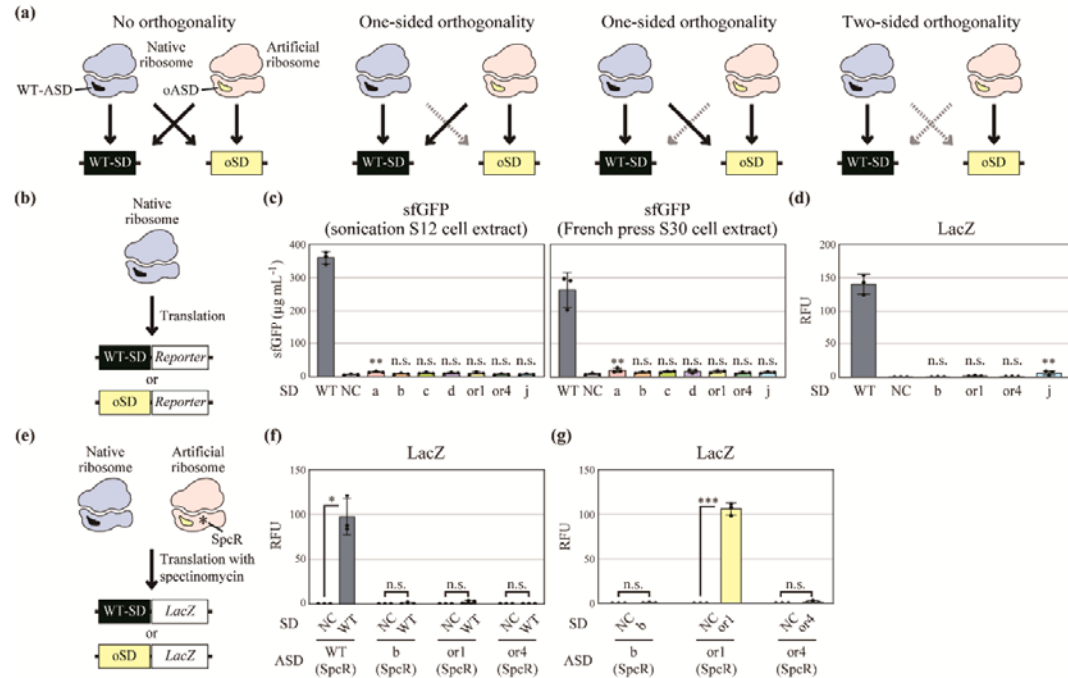 (a)
No orthogonality
One-sided orthogonality
One-sided orthogonality
Two-sided orthogonality
Native
ribosome
Artificial
ribosome
WT-ASD
oASD
WT-SD
oSD
WT-SD
oSD
WT-SD
oSD
WT-SD
oSD
(b)
Native
ribosome
Translation
WT-SD Reporter
or
oSD Reporter
(c)
sfGFP
(sonication S12 cell extract)
sfGFP (µg mL⁻¹)
400
300
200
100
0
** n.s. n.s. n.s. n.s. n.s. n.s.
SD WT NC a b c d or1 or4 j
sfGFP
(French press S30 cell extract)
** n.s. n.s. n.s. n.s. n.s. n.s.
WT NC a b c d or1 or4 j
(d)
LacZ
RFU
200
150
100
50
0
n.s. n.s. n.s. **
SD WT NC b or1 or4 j
(e)
Native
ribosome
Artificial
ribosome
*
SpcR
Translation with
spectinomycin
WT-SD LacZ
or
oSD LacZ
(f)
LacZ
RFU
150
100
50
0
* n.s. n.s. n.s.
SD NC WT NC WT NC WT NC WT
ASD WT b or1 or4
(SpcR) (SpcR) (SpcR) (SpcR)
(g)
LacZ
RFU
150
100
50
0
n.s. *** n.s.
SD NC b NC or1 NC or4
ASD b or1 or4
(SpcR) (SpcR) (SpcR)